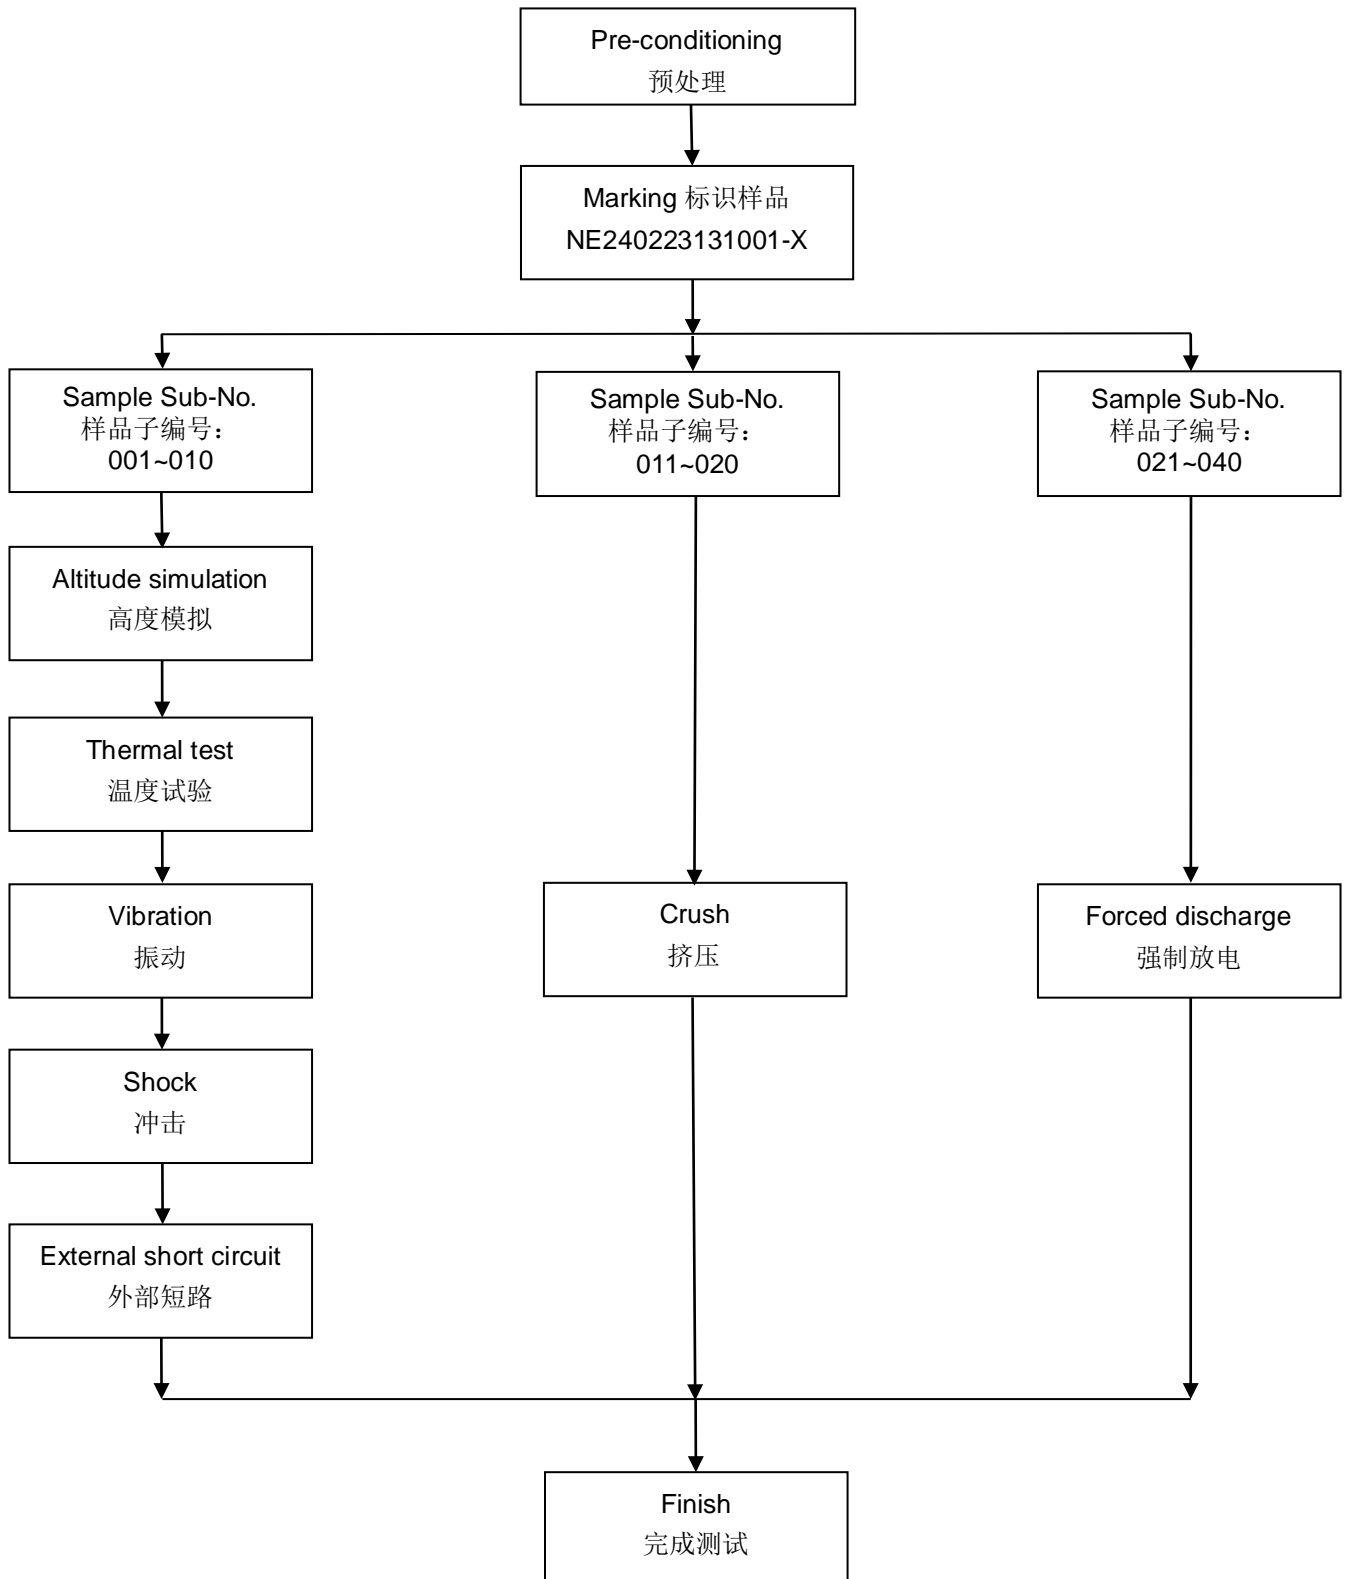 Pre-conditioning
预处理
Marking 标识样品
NE240223131001-X
Sample Sub-No.
样品子编号：
001~010
Sample Sub-No.
样品子编号：
011~020
Sample Sub-No.
样品子编号：
021~040
Altitude simulation
高度模拟
Thermal test
温度试验
Vibration
振动
Crush
挤压
Forced discharge
强制放电
Shock
冲击
External short circuit
外部短路
Finish
完成测试